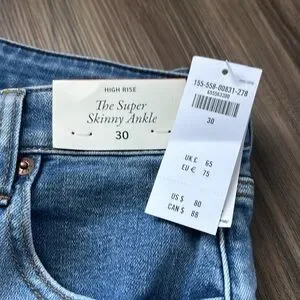 HIGH RISE
The Super
Skinny Ankle
30
155-558-00831-278
30
UK £ 65
EU € 75
US $ 80
CAN $ 88